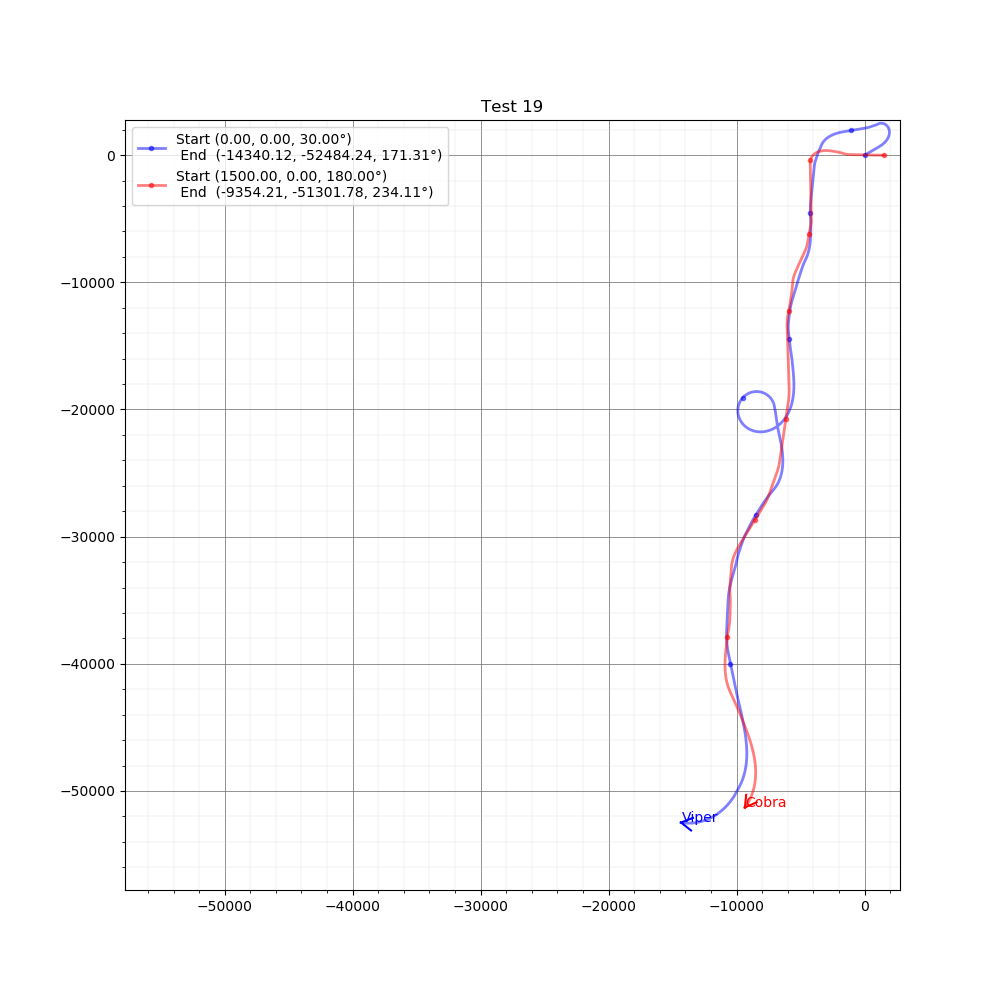 Test 19
Start (0.00, 0.00, 30.00°)
End (-14340.12, -52484.24, 171.31°)
Start (1500.00, 0.00, 180.00°)
End (-9354.21, -51301.78, 234.11°)
0
−10000
−20000
−30000
−40000
−50000
Cobra
Viper
−50000
−40000
−30000
−20000
−10000
0